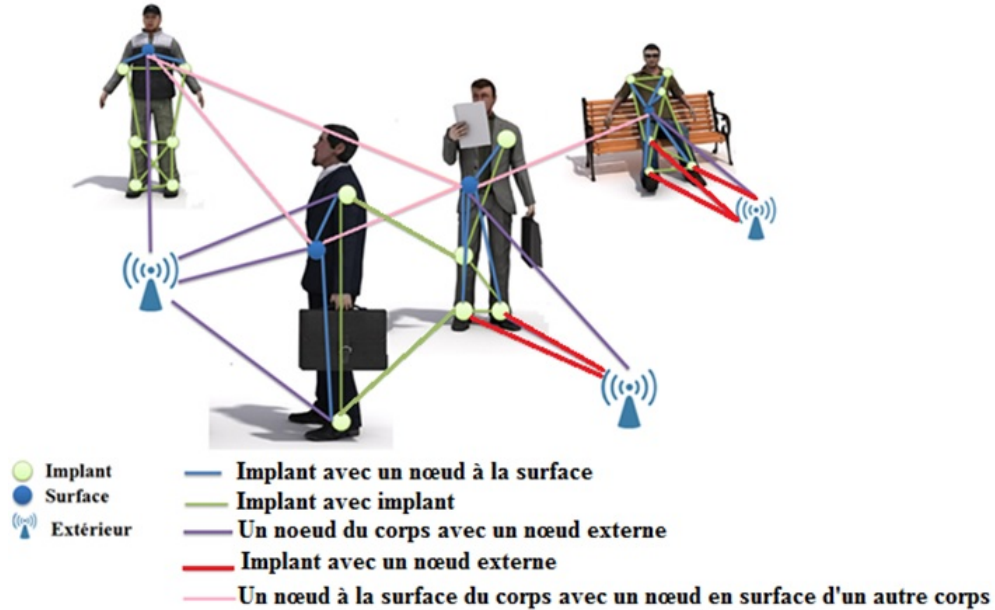 Implant
Surface
Extérieur
Implant avec un nœud à la surface
Implant avec implant
Un noeud du corps avec un nœud externe
Implant avec un nœud externe
Un nœud à la surface du corps avec un nœud en surface d'un autre corps